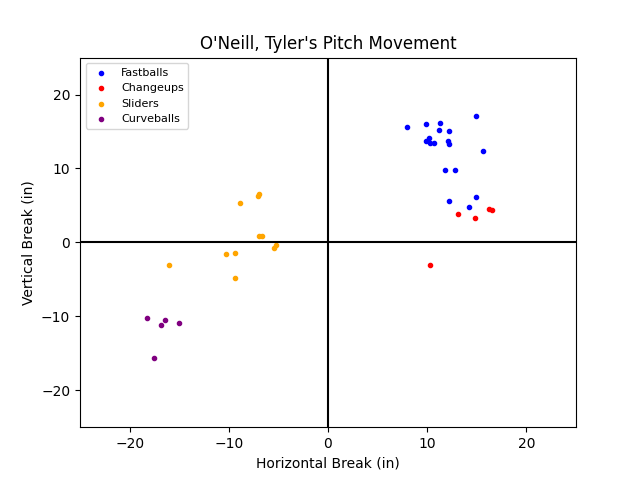 O'Neill, Tyler's Pitch Movement
Fastballs
Changeups
Sliders
Curveballs
20
10
0
−10
−20
Vertical Break (in)
−20
−10
0
10
20
Horizontal Break (in)